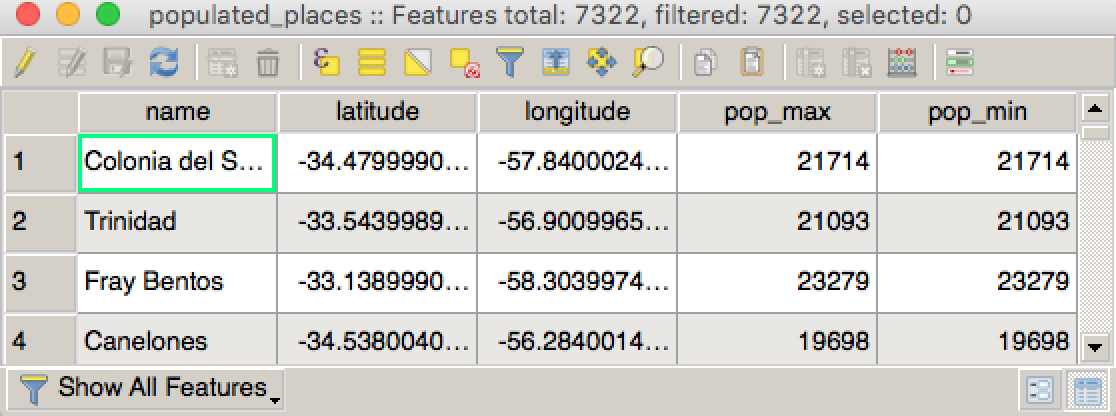 populated_places :: Features total: 7322, filtered: 7322, selected: 0
name latitude longitude pop_max pop_min
1 Colonia del S... -34.4799990... -57.8400024... 21714 21714
2 Trinidad -33.5439989... -56.9009965... 21093 21093
3 Fray Bentos -33.1389990... -58.3039974... 23279 23279
4 Canelones -34.5380040... -56.2840014... 19698 19698
Show All Features